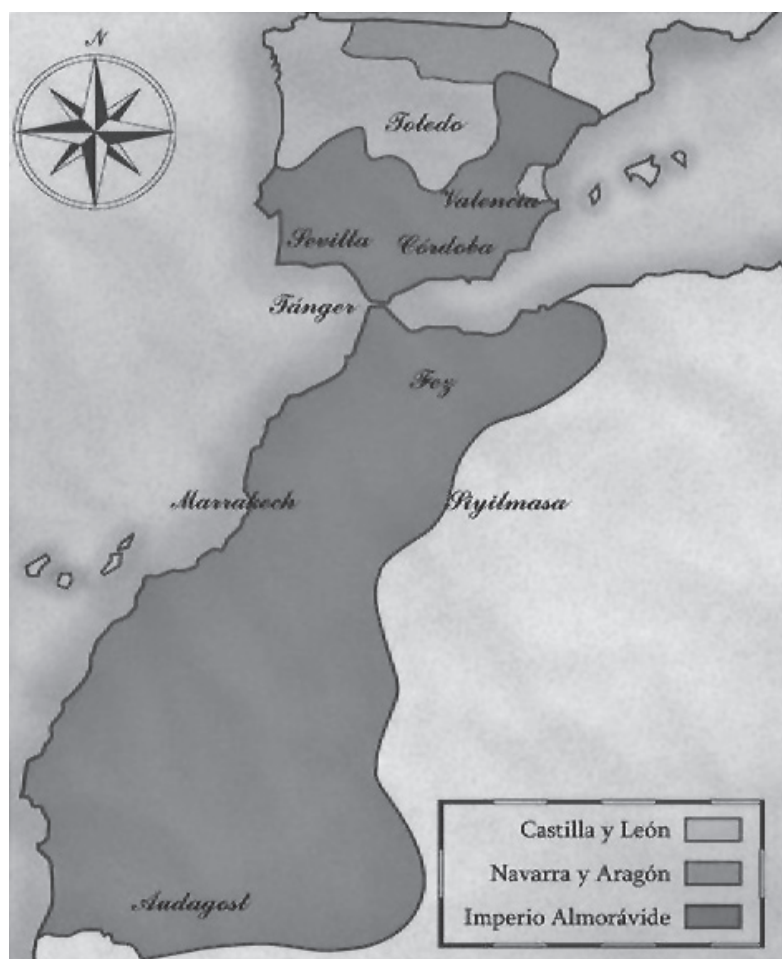 N
Toledo
Valencia
Sevilla Córdoba
Tánger
Fez
Marrakech Siyilmasa
Audagost
Castilla y León
Navarra y Aragón
Imperio Almorávide